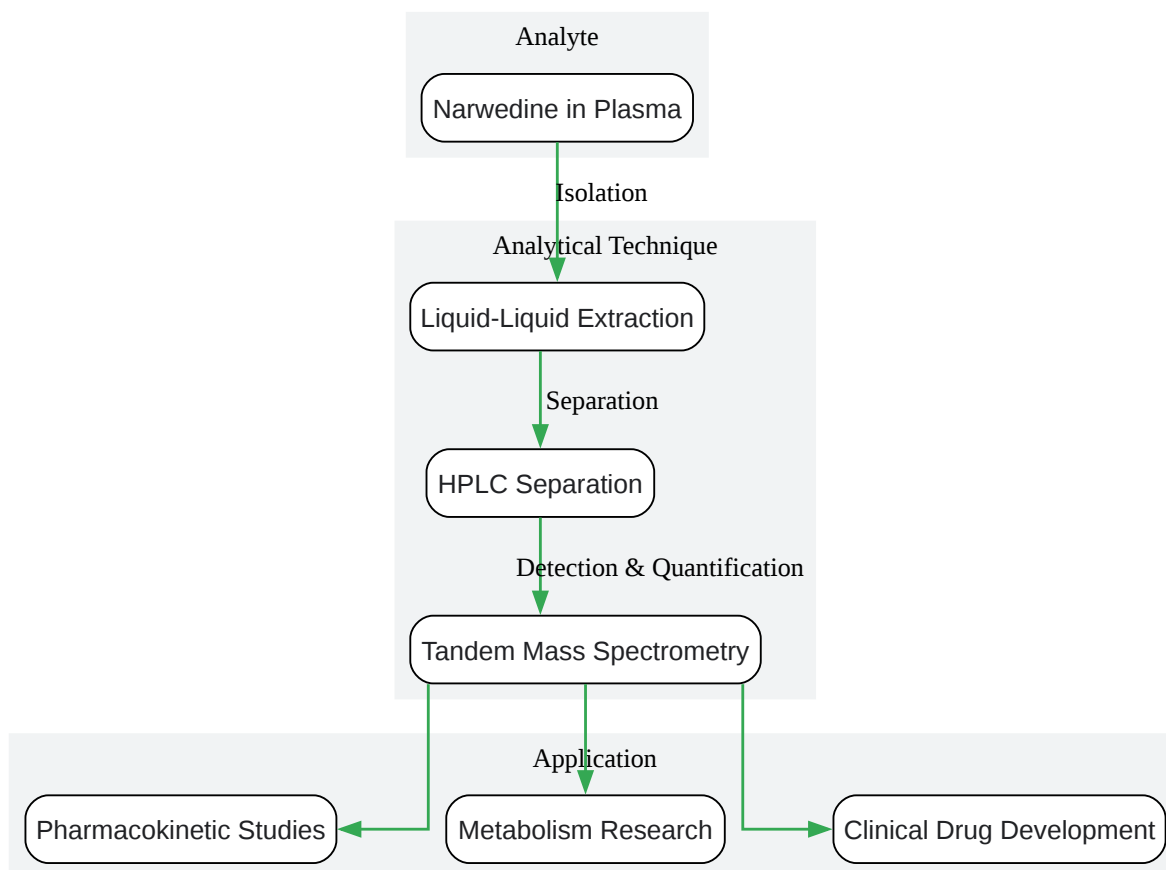 Analyte
Narwedine in Plasma
Isolation
Analytical Technique
Liquid-Liquid Extraction
Separation
HPLC Separation
Detection & Quantification
Tandem Mass Spectrometry
Application
Pharmacokinetic Studies
Metabolism Research
Clinical Drug Development